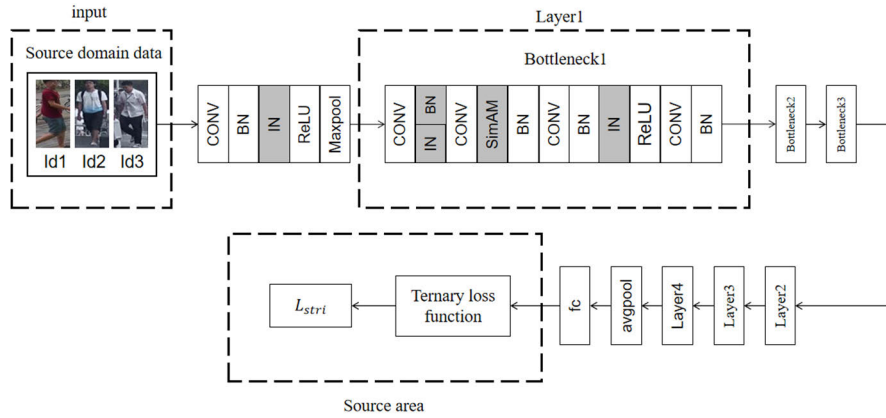 input
Layer1
Source domain data
Bottleneck1
Id1 Id2 Id3
CONV BN IN ReLU Maxpool
CONV BN IN CONV SimAM BN CONV BN IN ReLU CONV BN
Bottleneck2
Bottleneck3
L_stri
Ternary loss
function
fc
avgpool
Layer4
Layer3
Layer2
Source area